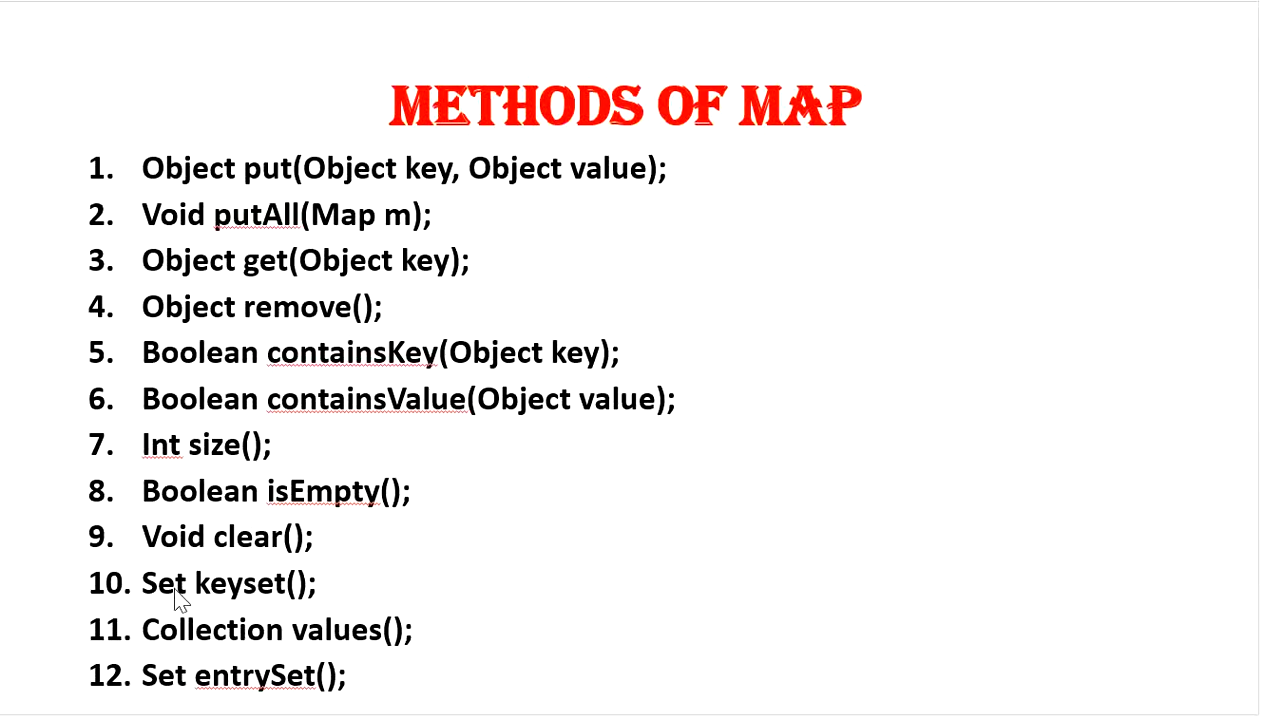 METHODS OF MAP
1. Object put(Object key, Object value);
2. Void putAll(Map m);
3. Object get(Object key);
4. Object remove();
5. Boolean containsKey(Object key);
6. Boolean containsValue(Object value);
7. Int size();
8. Boolean isEmpty();
9. Void clear();
10. Set keyset();
11. Collection values();
12. Set entrySet();